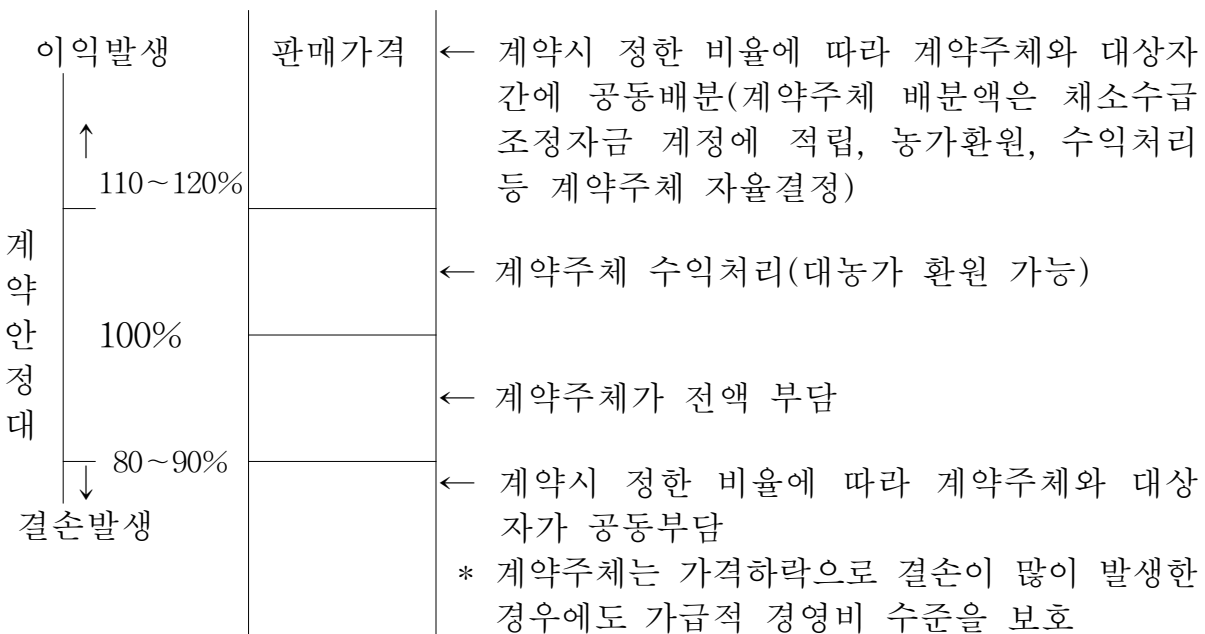 이익발생
판매가격
← 계약시 정한 비율에 따라 계약주체와 대상자
간에 공동배분(계약주체 배분액은 채소수급
조정자금 계정에 적립, 농가환원, 수익처리
등 계약주체 자율결정)
↑
110~120%
계약안정대
← 계약주체 수익처리(대농가 환원 가능)
100%
← 계약주체가 전액 부담
80~90%
↓
결손발생
← 계약시 정한 비율에 따라 계약주체와 대상
자가 공동부담
* 계약주체는 가격하락으로 결손이 많이 발생한
경우에도 가급적 경영비 수준을 보호